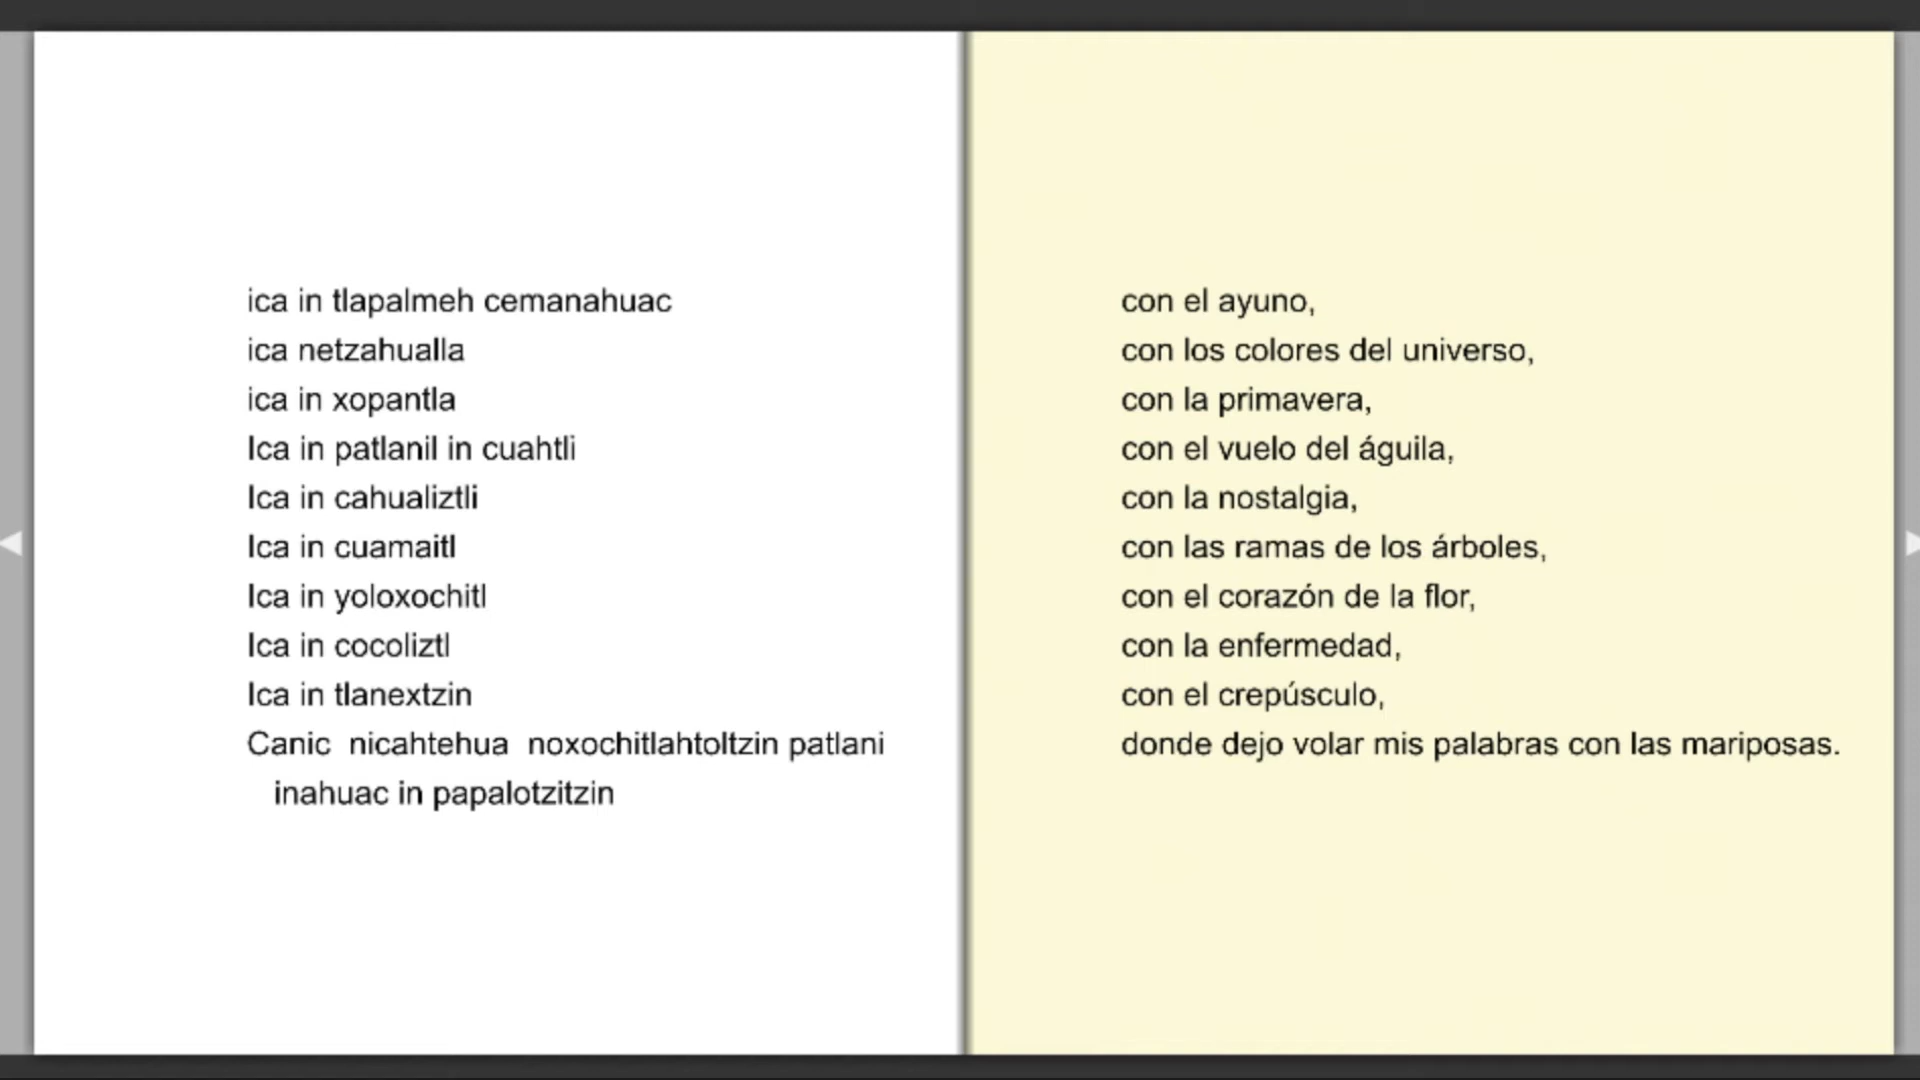 ica in tlapalmeh cemanahuac
ica netzahualla
ica in xopantla
Ica in patlanil in cuahtli
Ica in cahualiztli
Ica in cuamaitl
Ica in yoloxochitl
Ica in cocoliztl
Ica in tlanextzin
Canic nicahtehua noxochitlahtoltzin patlani
inahuac in papalotzitzin
con el ayuno,
con los colores del universo,
con la primavera,
con el vuelo del águila,
con la nostalgia,
con las ramas de los árboles,
con el corazón de la flor,
con la enfermedad,
con el crepúsculo,
donde dejo volar mis palabras con las mariposas.